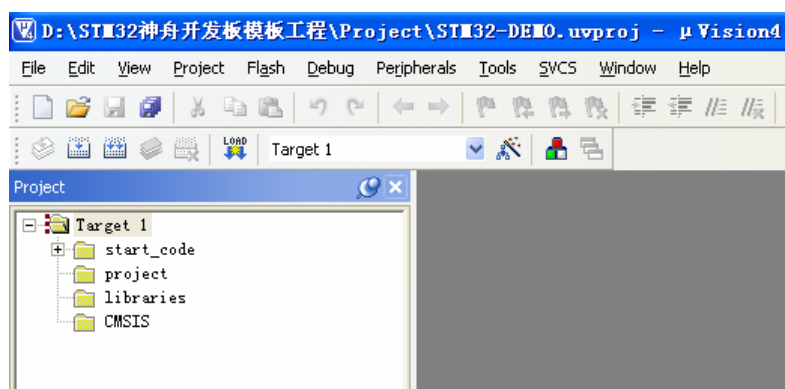 D:\STM32神舟开发板模板工程\Project\STM32-DEMO.uvproj - µVision4
File Edit View Project Flash Debug Peripherals Tools SVCS Window Help
LOAD Target 1
Project
Target 1
start_code
project
libraries
CMSIS